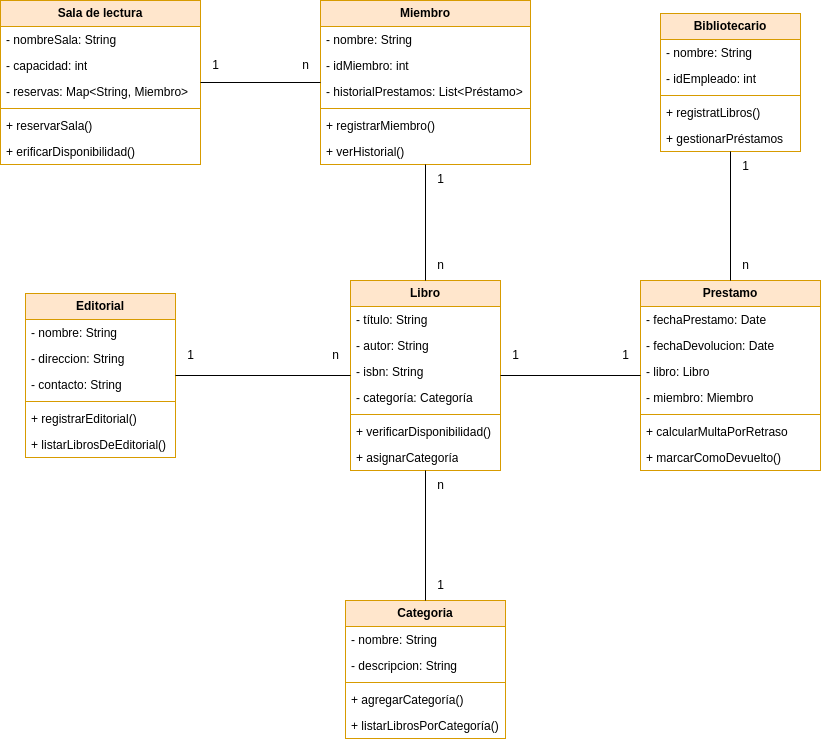 Sala de lectura
- nombreSala: String
- capacidad: int
- reservas: Map<String, Miembro>
+ reservarSala()
+ erificarDisponibilidad()
1
n
Miembro
- nombre: String
- idMiembro: int
- historialPrestamos: List<Préstamo>
+ registrarMiembro()
+ verHistorial()
Bibliotecario
- nombre: String
- idEmpleado: int
+ registratLibros()
+ gestionarPréstamos
1
n
1
n
Editorial
- nombre: String
- direccion: String
- contacto: String
+ registrarEditorial()
+ listarLibrosDeEditorial()
1
n
Libro
- título: String
- autor: String
- isbn: String
- categoría: Categoría
+ verificarDisponibilidad()
+ asignarCategoría
1
1
Prestamo
- fechaPrestamo: Date
- fechaDevolucion: Date
- libro: Libro
- miembro: Miembro
+ calcularMultaPorRetraso
+ marcarComoDevuelto()
n
1
Categoria
- nombre: String
- descripcion: String
+ agregarCategoría()
+ listarLibrosPorCategoría()